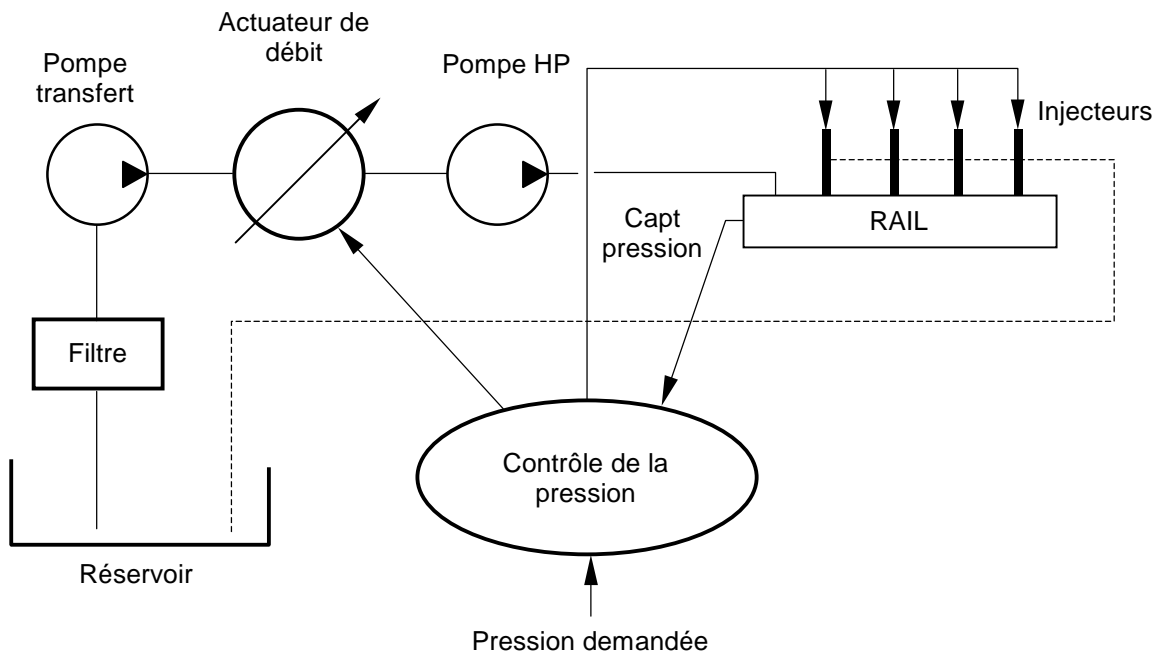 Actuateur de
débit
Pompe
transfert
Pompe HP
Injecteurs
Capt
pression
RAIL
Filtre
Contrôle de la
pression
Réservoir
Pression demandée